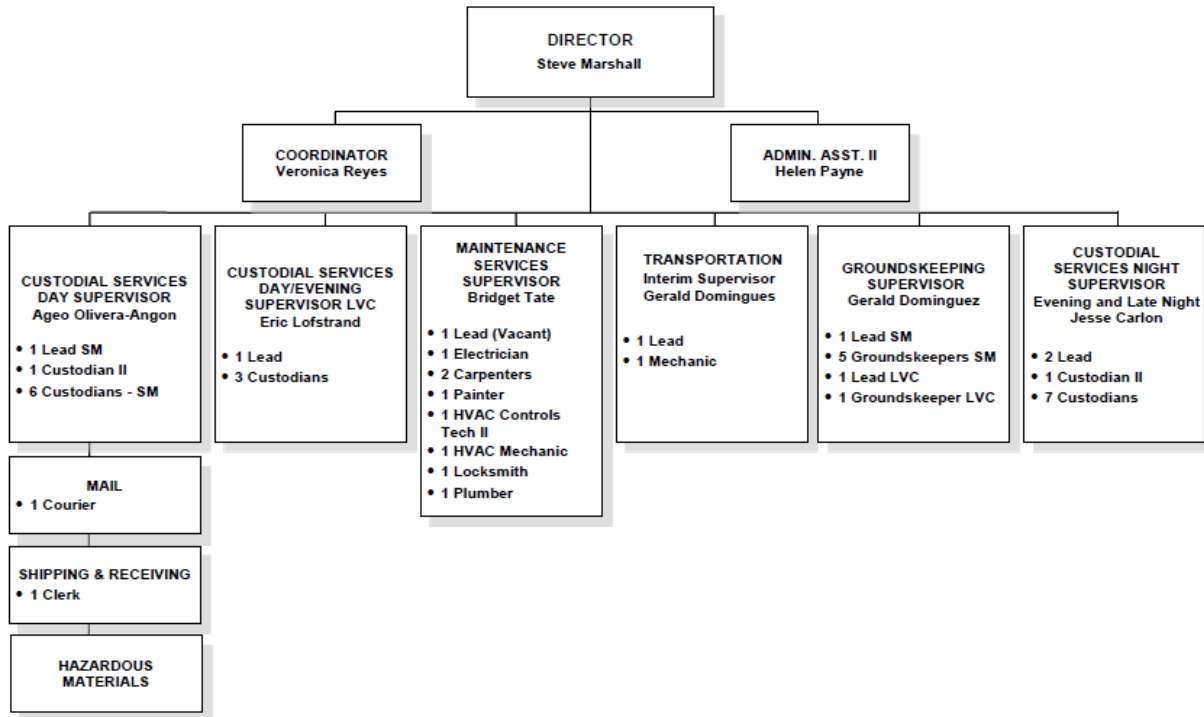 DIRECTOR
Steve Marshall
COORDINATOR
Veronica Reyes
ADMIN. ASST. II
Helen Payne
CUSTODIAL SERVICES
DAY SUPERVISOR
Ageo Olivera-Angon
• 1 Lead SM
• 1 Custodian II
• 6 Custodians - SM
CUSTODIAL SERVICES
DAY/EVENING
SUPERVISOR LVC
Eric Lofstrand
• 1 Lead
• 3 Custodians
MAINTENANCE
SERVICES
SUPERVISOR
Bridget Tate
• 1 Lead (Vacant)
• 1 Electrician
• 2 Carpenters
• 1 Painter
• 1 HVAC Controls
Tech II
• 1 HVAC Mechanic
• 1 Locksmith
• 1 Plumber
TRANSPORTATION
Interim Supervisor
Gerald Domingues
• 1 Lead
• 1 Mechanic
GROUNDSKEEPING
SUPERVISOR
Gerald Dominguez
• 1 Lead SM
• 5 Groundskeepers SM
• 1 Lead LVC
• 1 Groundskeeper LVC
CUSTODIAL
SERVICES NIGHT
SUPERVISOR
Evening and Late Night
Jesse Carlon
• 2 Lead
• 1 Custodian II
• 7 Custodians
MAIL
• 1 Courier
SHIPPING & RECEIVING
• 1 Clerk
HAZARDOUS
MATERIALS